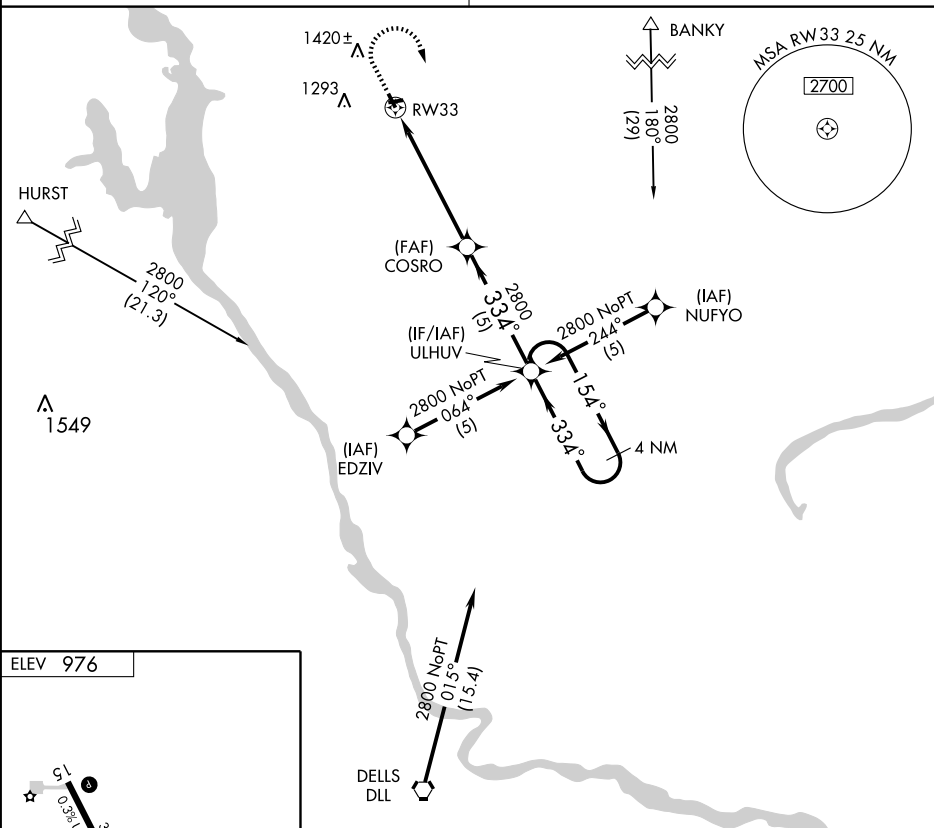 1420±
BANKY
MSA RW 33 25 NM
2700
1293
RW33
2800
180°
(29)
HURST
2800
120°
(21.3)
(FAF)
COSRO
2800
334°
(5)
(IAF)
NUFYO
2800 NoPT
244°
(5)
(IF/IAF)
ULHUV
2800 NoPT
064°
(5)
154°
334°
4 NM
1549
(IAF)
EDZIV
2800 NoPT
015°
(15.4)
ELEV 976
DELLS
DLL
15
P
0.3%